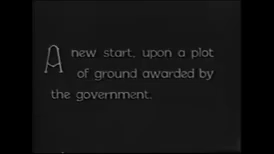 A new start, upon a plot
of ground awarded by
the government.